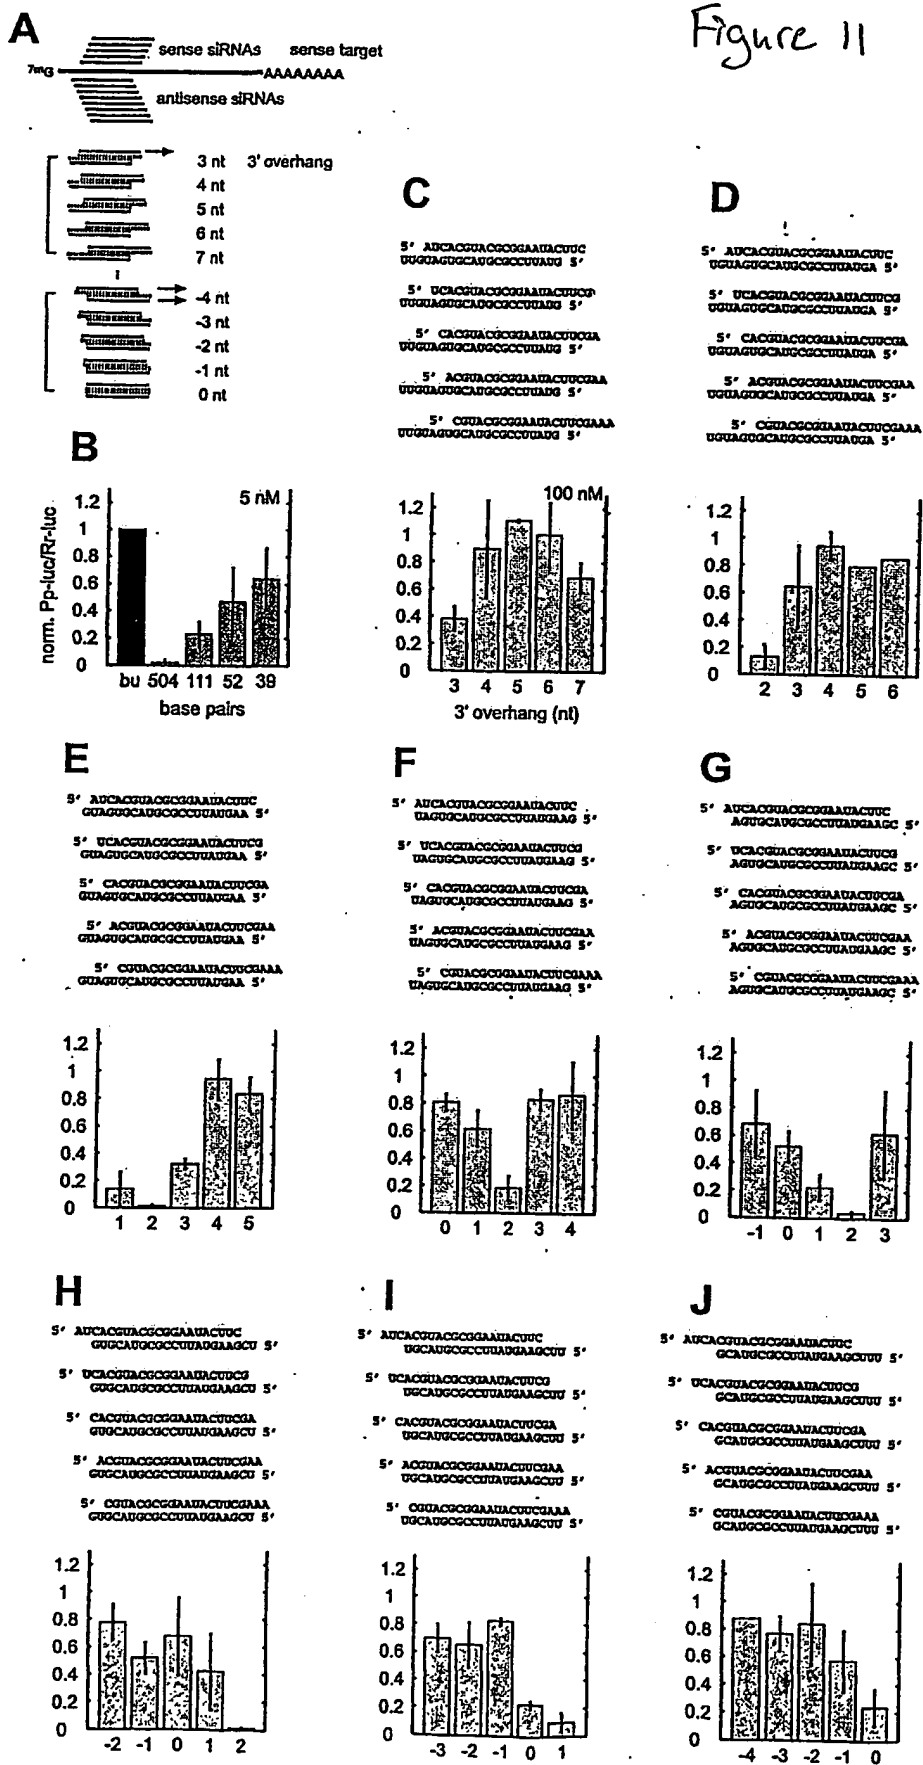 Figure 11
A
sense siRNAs sense target
7mG AAAAAAAA
antisense siRNAs
3 nt 3' overhang
4 nt
5 nt
6 nt
7 nt
-4 nt
-3 nt
-2 nt
-1 nt
0 nt
B
5 nM
norm. Pp-luc/Rr-luc
1.2
1
0.8
0.6
0.4
0.2
0
bu 504 111 52 39
base pairs
C
5' AUCACGUACGCGGAAUACUUC
UUGUAGUGCAUGCGCCUUAUG 5'
5' UCACGUACGCGGAAUACUUCG
UUGUAGUGCAUGCGCCUUAUG 5'
5' CACGUACGCGGAAUACUUCGA
UUGUAGUGCAUGCGCCUUAUG 5'
5' ACGUACGCGGAAUACUUCGAA
UUGUAGUGCAUGCGCCUUAUG 5'
5' CGUACGCGGAAUACUUCGAAA
UUGUAGUGCAUGCGCCUUAUG 5'
100 nM
1.2
1
0.8
0.6
0.4
0.2
0
3 4 5 6 7
3' overhang (nt)
D
5' AUCACGUACGCGGAAUACUUC
UGUAGUGCAUGCGCCUUAUGA 5'
5' UCACGUACGCGGAAUACUUCG
UGUAGUGCAUGCGCCUUAUGA 5'
5' CACGUACGCGGAAUACUUCGA
UGUAGUGCAUGCGCCUUAUGA 5'
5' ACGUACGCGGAAUACUUCGAA
UGUAGUGCAUGCGCCUUAUGA 5'
5' CGUACGCGGAAUACUUCGAAA
UGUAGUGCAUGCGCCUUAUGA 5'
1.2
1
0.8
0.6
0.4
0.2
0
2 3 4 5 6
E
5' AUCACGUACGCGGAAUACUUC
GUAGUGCAUGCGCCUUAUGAA 5'
5' UCACGUACGCGGAAUACUUCG
GUAGUGCAUGCGCCUUAUGAA 5'
5' CACGUACGCGGAAUACUUCGA
GUAGUGCAUGCGCCUUAUGAA 5'
5' ACGUACGCGGAAUACUUCGAA
GUAGUGCAUGCGCCUUAUGAA 5'
5' CGUACGCGGAAUACUUCGAAA
GUAGUGCAUGCGCCUUAUGAA 5'
1.2
1
0.8
0.6
0.4
0.2
0
1 2 3 4 5
F
5' AUCACGUACGCGGAAUACUUC
UAGUGCAUGCGCCUUAUGAAG 5'
5' UCACGUACGCGGAAUACUUCG
UAGUGCAUGCGCCUUAUGAAG 5'
5' CACGUACGCGGAAUACUUCGA
UAGUGCAUGCGCCUUAUGAAG 5'
5' ACGUACGCGGAAUACUUCGAA
UAGUGCAUGCGCCUUAUGAAG 5'
5' CGUACGCGGAAUACUUCGAAA
UAGUGCAUGCGCCUUAUGAAG 5'
1.2
1
0.8
0.6
0.4
0.2
0
0 1 2 3 4
G
5' AUCACGUACGCGGAAUACUUC
AGUGCAUGCGCCUUAUGAAGC 5'
5' UCACGUACGCGGAAUACUUCG
AGUGCAUGCGCCUUAUGAAGC 5'
5' CACGUACGCGGAAUACUUCGA
AGUGCAUGCGCCUUAUGAAGC 5'
5' ACGUACGCGGAAUACUUCGAA
AGUGCAUGCGCCUUAUGAAGC 5'
5' CGUACGCGGAAUACUUCGAAA
AGUGCAUGCGCCUUAUGAAGC 5'
1.2
1
0.8
0.6
0.4
0.2
0
-1 0 1 2 3
H
5' AUCACGUACGCGGAAUACUUC
GUGCAUGCGCCUUAUGAAGCU 5'
5' UCACGUACGCGGAAUACUUCG
GUGCAUGCGCCUUAUGAAGCU 5'
5' CACGUACGCGGAAUACUUCGA
GUGCAUGCGCCUUAUGAAGCU 5'
5' ACGUACGCGGAAUACUUCGAA
GUGCAUGCGCCUUAUGAAGCU 5'
5' CGUACGCGGAAUACUUCGAAA
GUGCAUGCGCCUUAUGAAGCU 5'
1.2
1
0.8
0.6
0.4
0.2
0
-2 -1 0 1 2
I
5' AUCACGUACGCGGAAUACUUC
UGCAUGCGCCUUAUGAAGCUU 5'
5' UCACGUACGCGGAAUACUUCG
UGCAUGCGCCUUAUGAAGCUU 5'
5' CACGUACGCGGAAUACUUCGA
UGCAUGCGCCUUAUGAAGCUU 5'
5' ACGUACGCGGAAUACUUCGAA
UGCAUGCGCCUUAUGAAGCUU 5'
5' CGUACGCGGAAUACUUCGAAA
UGCAUGCGCCUUAUGAAGCUU 5'
1.2
1
0.8
0.6
0.4
0.2
0
-3 -2 -1 0 1
J
5' AUCACGUACGCGGAAUACUUC
GCAUGCGCCUUAUGAAGCUUU 5'
5' UCACGUACGCGGAAUACUUCG
GCAUGCGCCUUAUGAAGCUUU 5'
5' CACGUACGCGGAAUACUUCGA
GCAUGCGCCUUAUGAAGCUUU 5'
5' ACGUACGCGGAAUACUUCGAA
GCAUGCGCCUUAUGAAGCUUU 5'
5' CGUACGCGGAAUACUUCGAAA
GCAUGCGCCUUAUGAAGCUUU 5'
1.2
1
0.8
0.6
0.4
0.2
0
-4 -3 -2 -1 0